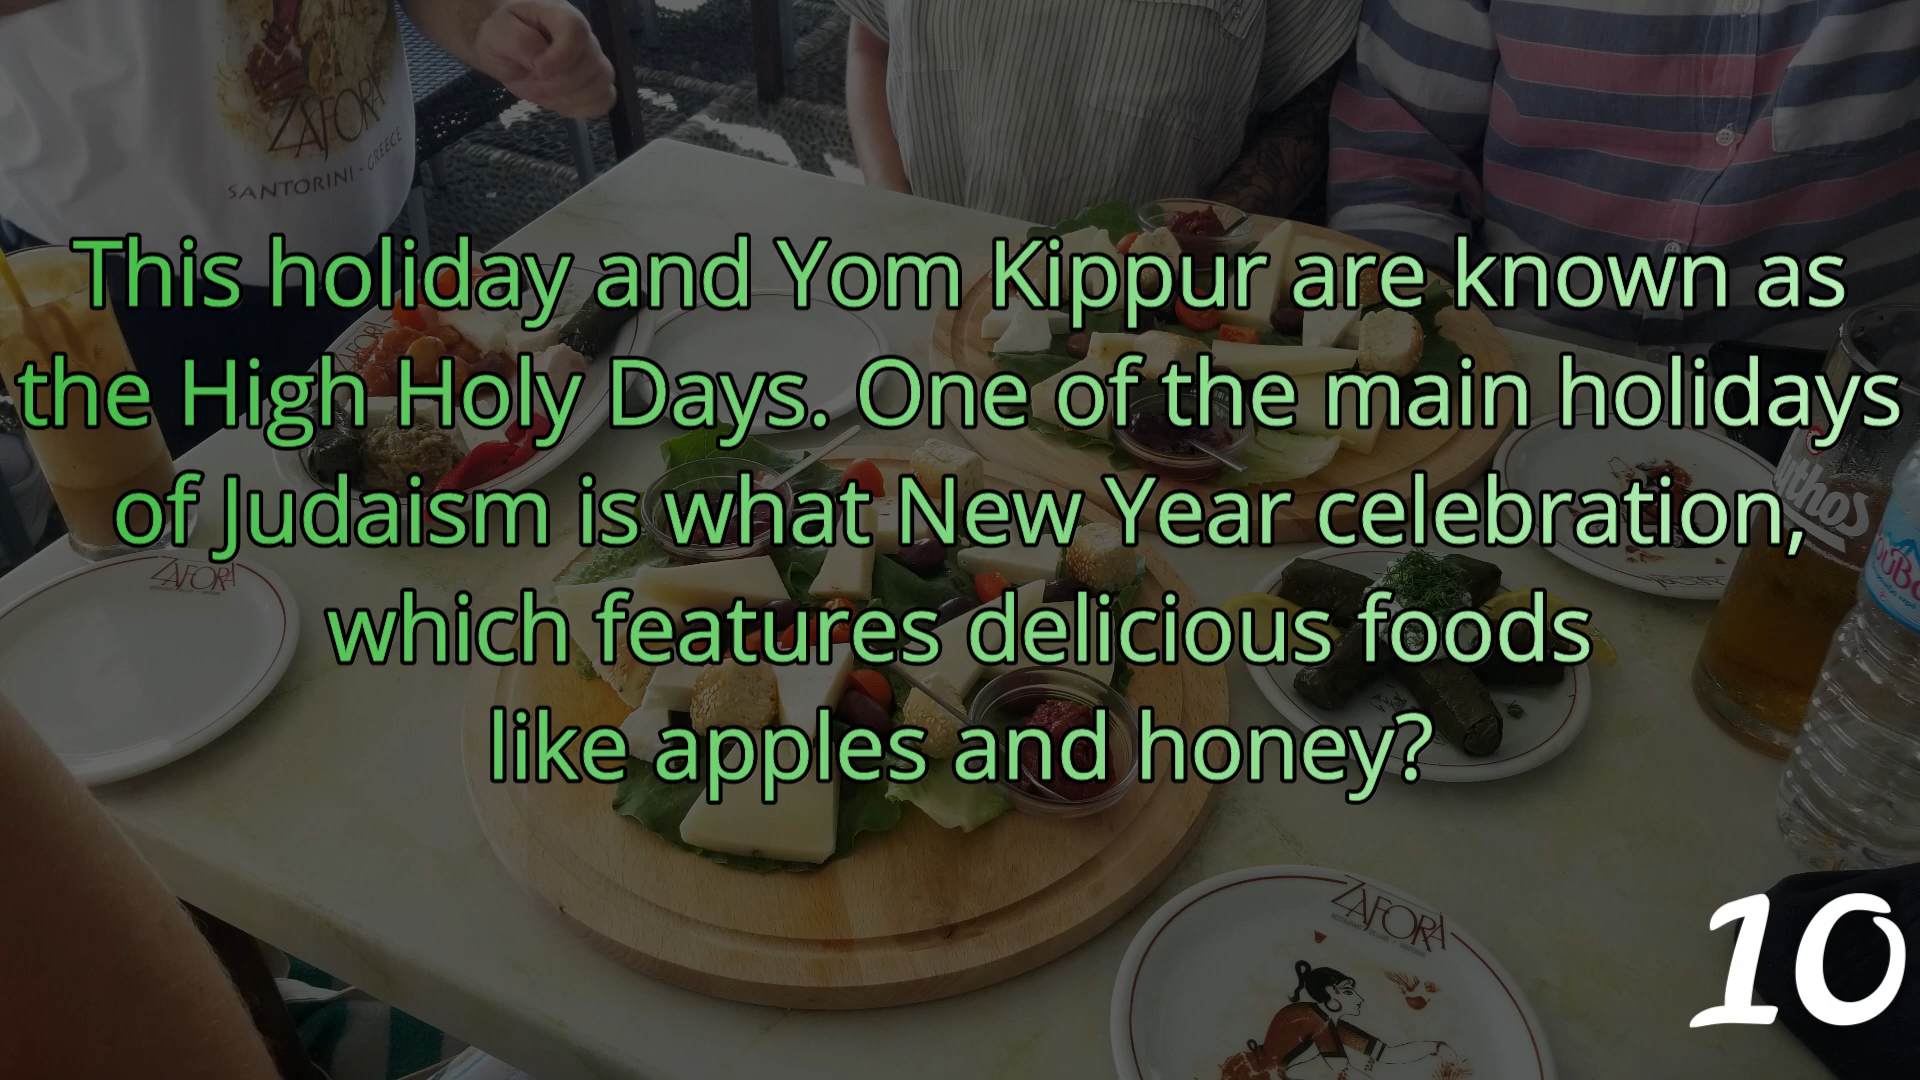 ZAFORA
SANTORINI - GREECE
This holiday and Yom Kippur are known as
the High Holy Days. One of the main holidays
of Judaism is what New Year celebration,
which features delicious foods
like apples and honey?
ZAFORA
ZAFORA
ZAFORA
10